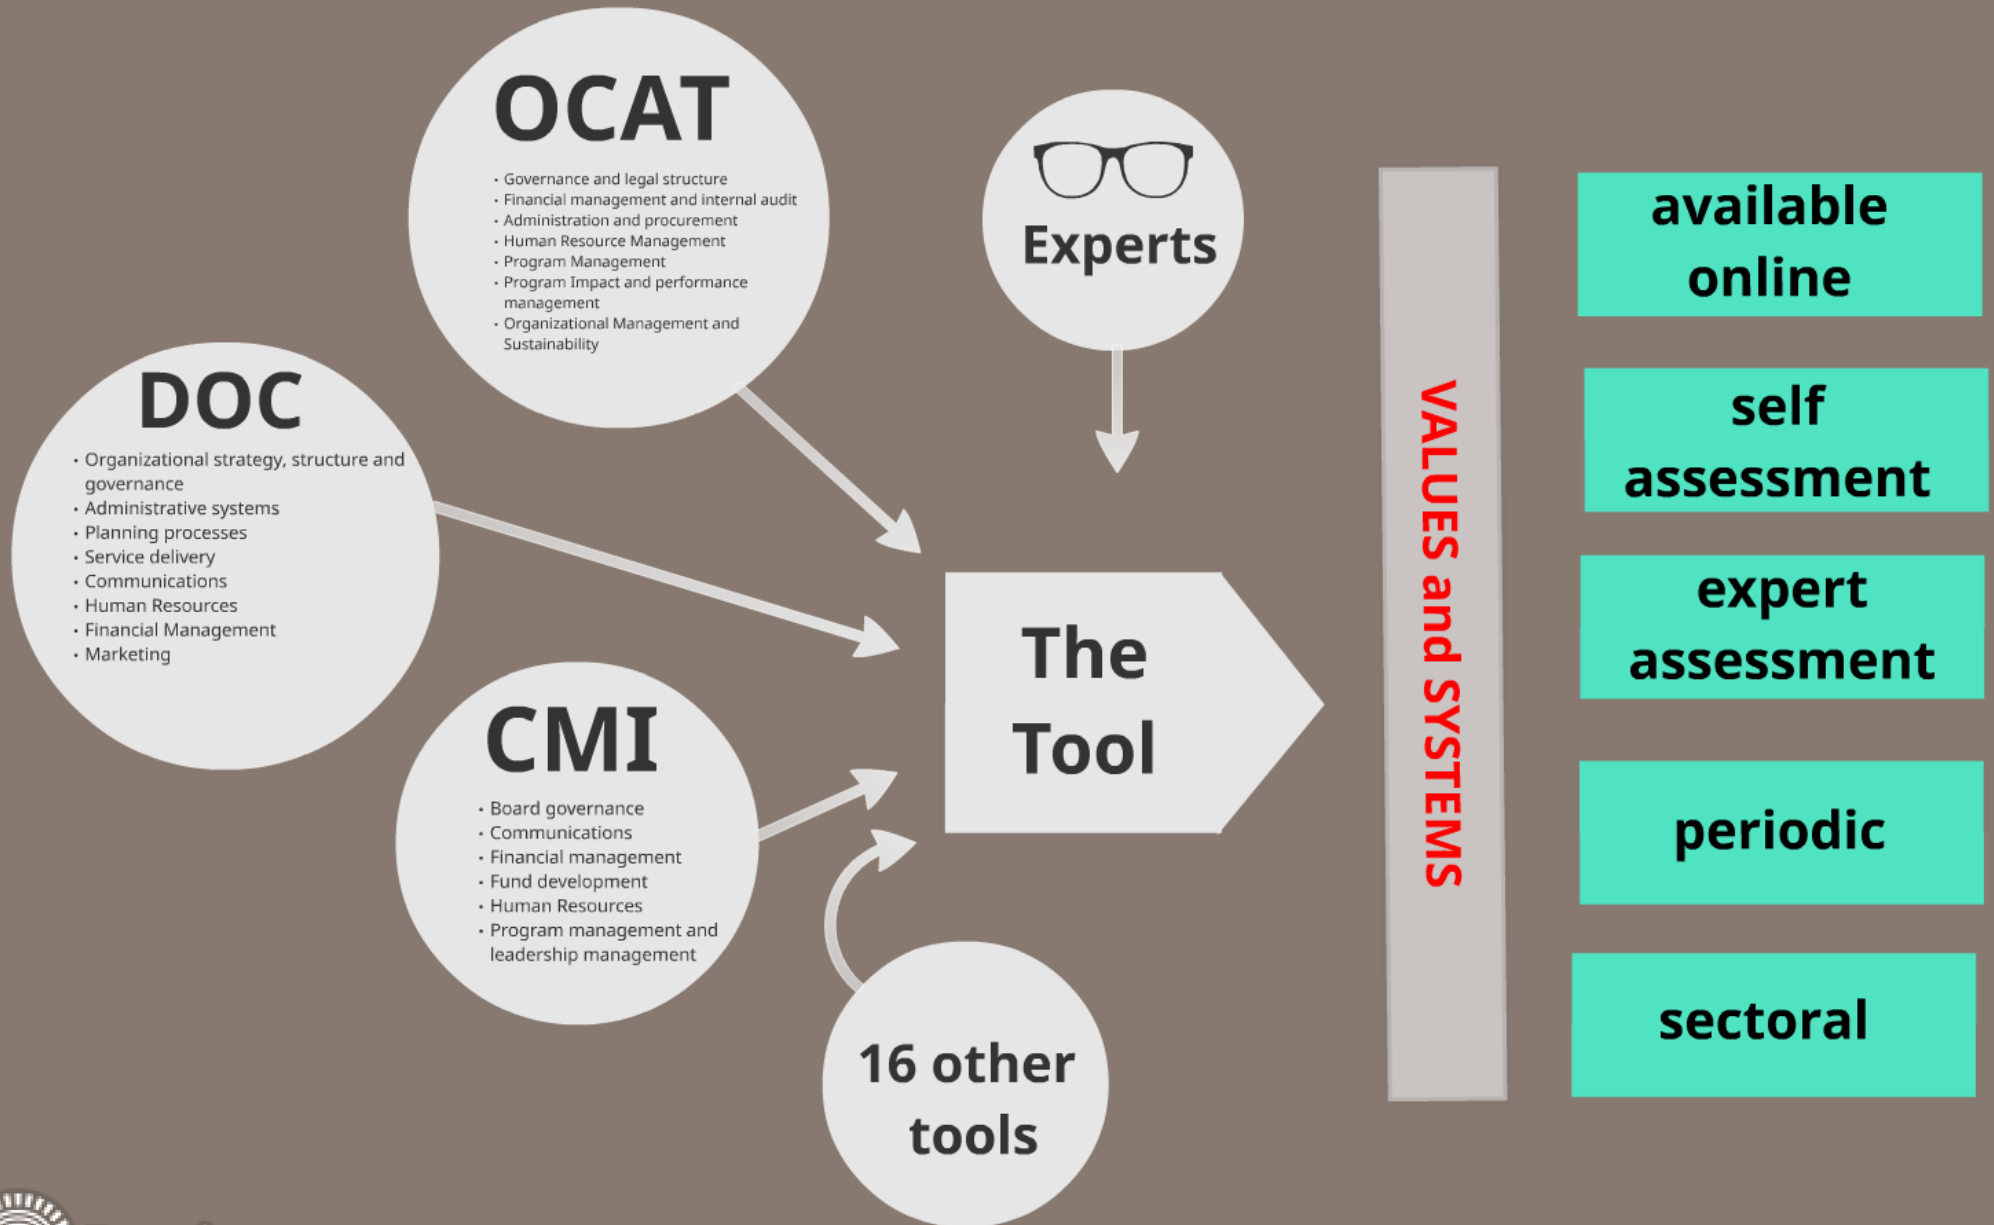 OCAT
• Governance and legal structure
• Financial management and internal audit
• Administration and procurement
• Human Resource Management
• Program Management
• Program Impact and performance
management
• Organizational Management and
Sustainability
Experts
DOC
• Organizational strategy, structure and
governance
• Administrative systems
• Planning processes
• Service delivery
• Communications
• Human Resources
• Financial Management
• Marketing
CMI
• Board governance
• Communications
• Financial management
• Fund development
• Human Resources
• Program management and
leadership management
16 other
tools
The
Tool
VALUES and SYSTEMS
available
online
self
assessment
expert
assessment
periodic
sectoral